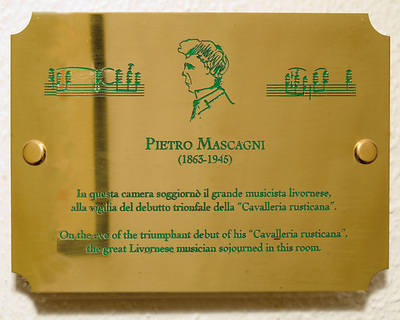 PIETRO MASCAGNI
(1863-1945)
In questa camera soggiornò il grande musicista livornese,
alla vigilia del debutto trionfale della "Cavalleria rusticana".
On the eve of the triumphant debut of his "Cavalleria rusticana",
the great Livornese musician sojourned in this room.